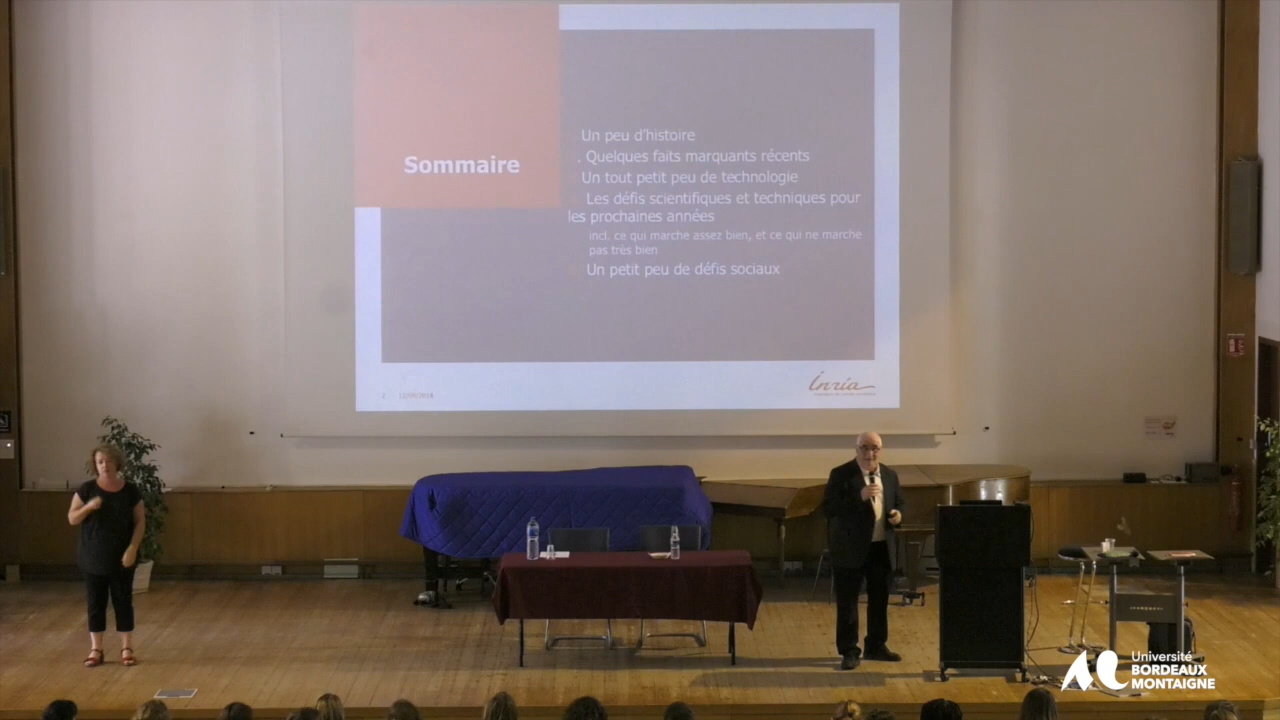 Sommaire
Un peu d'histoire
. Quelques faits marquants récents
Un tout petit peu de technologie
Les défis scientifiques et techniques pour
les prochaines années
incl. ce qui marche assez bien, et ce qui ne marche
pas très bien
Un petit peu de défis sociaux
2
Inria
Université
BORDEAUX
MONTAIGNE